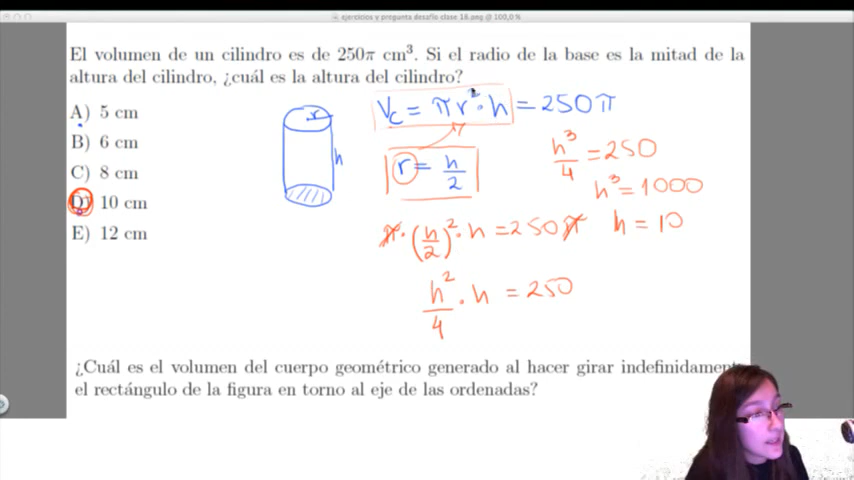 ejercicios y pregunta desafío clase 18.png @ 100,0%
El volumen de un cilindro es de 250π cm³. Si el radio de la base es la mitad de la
altura del cilindro, ¿cuál es la altura del cilindro?
A) 5 cm
B) 6 cm
C) 8 cm
D) 10 cm
E) 12 cm
r
h
V_C = πr²·h = 250π
r = h/2
π·(h/2)²·h = 250π
h²/4 · h = 250
h³/4 = 250
h³ = 1000
h = 10
¿Cuál es el volumen del cuerpo geométrico generado al hacer girar indefinidament
el rectángulo de la figura en torno al eje de las ordenadas?